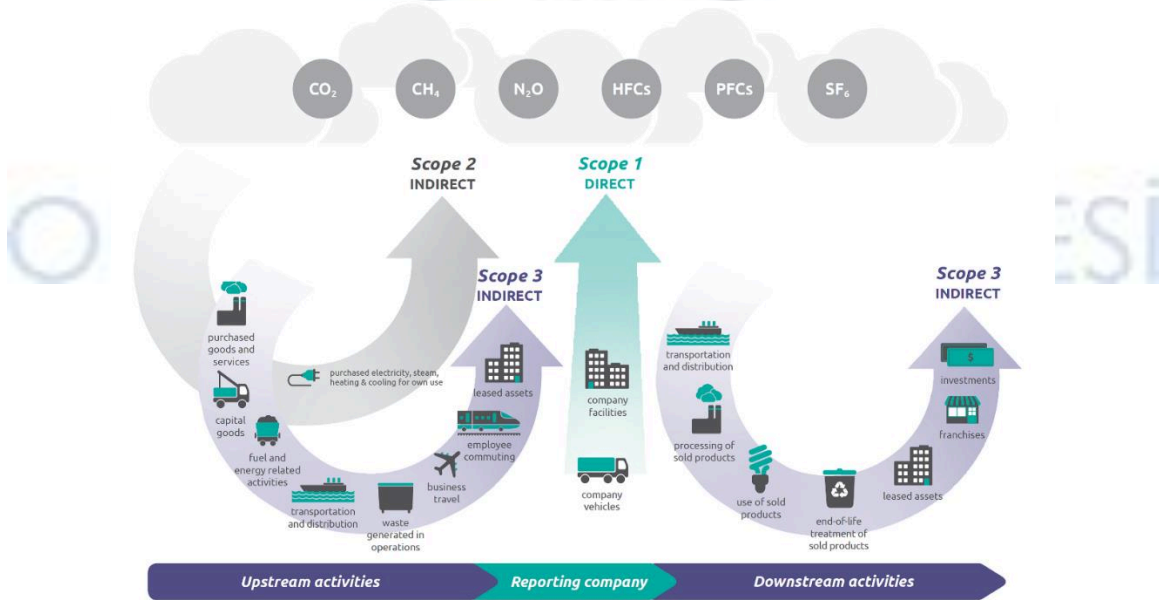 CO₂
CH₄
N₂O
HFCs
PFCs
SF₆
Scope 2
INDIRECT
Scope 1
DIRECT
Scope 3
INDIRECT
Scope 3
INDIRECT
purchased
goods and
services
capital
goods
fuel and
energy related
activities
transportation
and distribution
waste
generated in
operations
business
travel
employee
commuting
leased assets
purchased electricity, steam,
heating & cooling for own use
company
facilities
company
vehicles
transportation
and distribution
processing of
sold products
use of sold
products
end-of-life
treatment of
sold products
leased assets
franchises
$
investments
Upstream activities
Reporting company
Downstream activities
O
ESİ